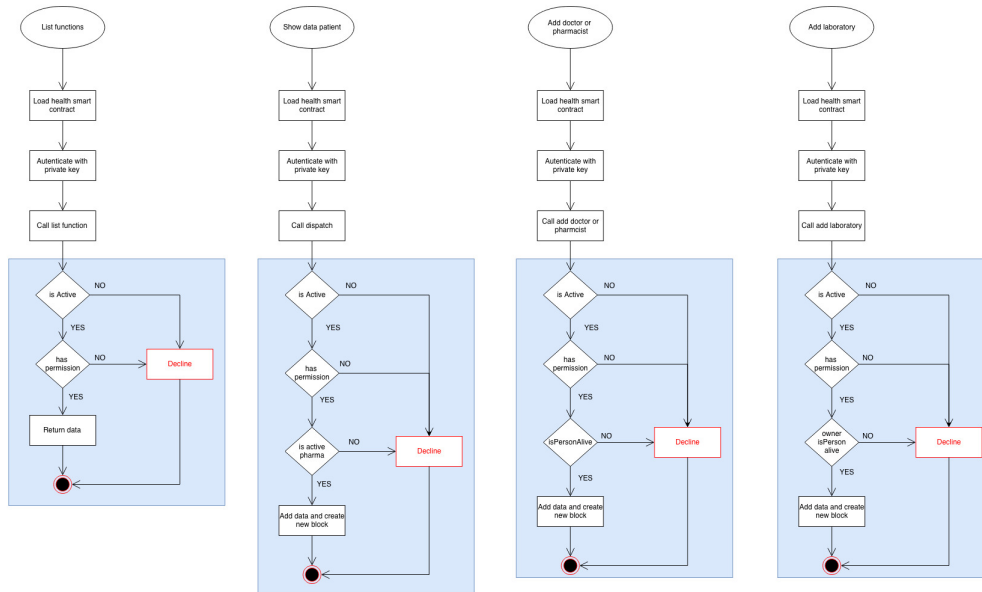 List functions
Load health smart
contract
Autenticate with
private key
Call list function
is Active
NO
YES
has
permission
NO
Decline
YES
Return data
Show data patient
Load health smart
contract
Autenticate with
private key
Call dispatch
is Active
NO
YES
has
permission
NO
YES
is active
pharma
NO
Decline
YES
Add data and create
new block
Add doctor or
pharmacist
Load health smart
contract
Autenticate with
private key
Call add doctor or
pharmcist
is Active
NO
YES
has
permission
NO
YES
isPersonAlive
NO
Decline
YES
Add data and create
new block
Add laboratory
Load health smart
contract
Autenticate with
private key
Call add laboratory
is Active
NO
YES
has
permission
NO
YES
owner
isPerson
alive
NO
Decline
YES
Add data and create
new block